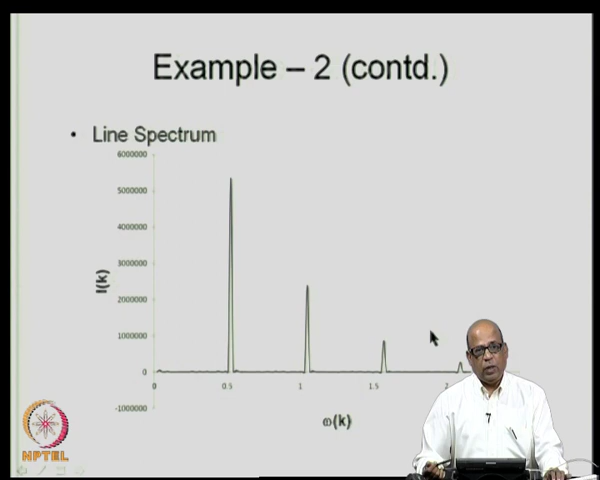 Example – 2 (contd.)
• Line Spectrum
6000000
5000000
4000000
3000000
2000000
1000000
0
-1000000
I(k)
0 0.5 1 1.5 2
ω(k)
NPTEL